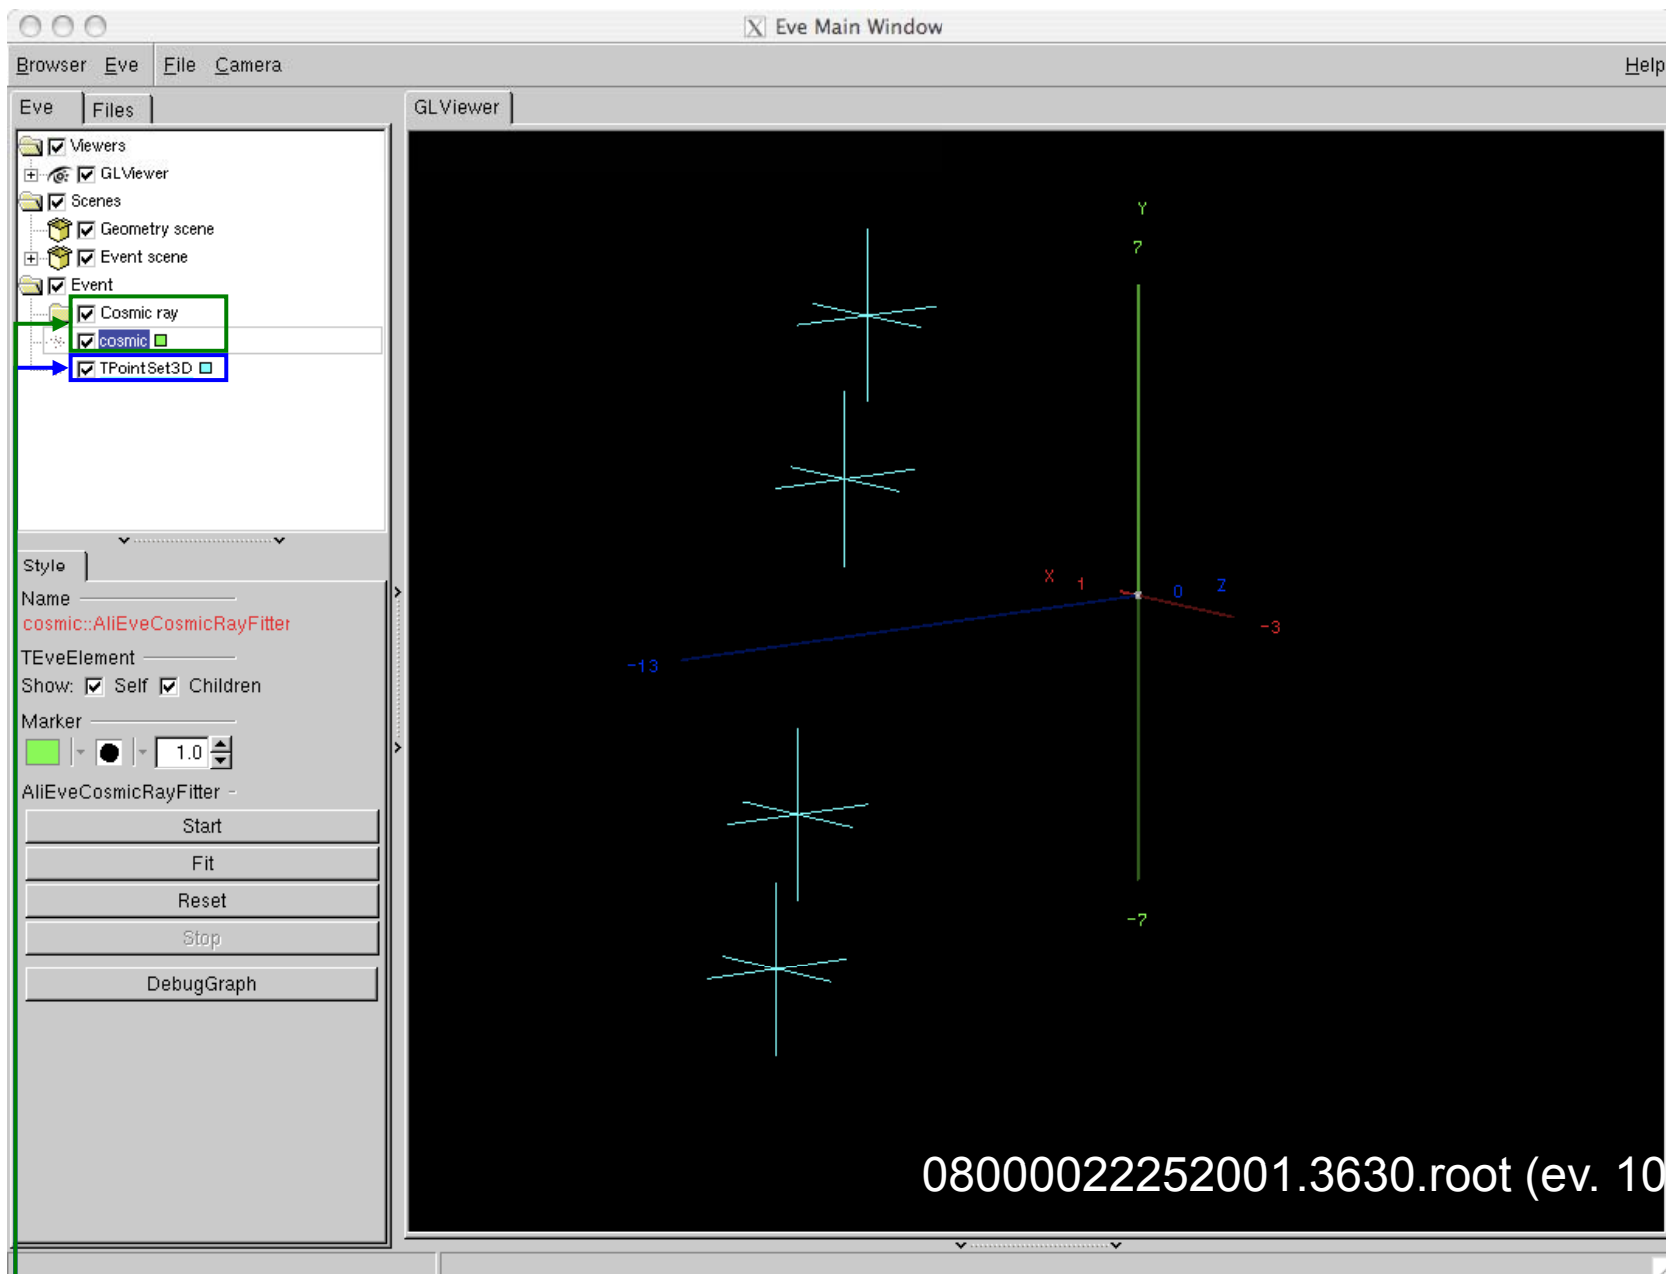 Eve Main Window
Browser Eve File Camera Help
Eve Files GLViewer
Viewers
GLViewer
Scenes
Geometry scene
Event scene
Event
Cosmic ray
cosmic
TPointSet3D
Style
Name
cosmic::AliEveCosmicRayFitter
TEveElement
Show: Self Children
Marker
1.0
AliEveCosmicRayFitter
Start
Fit
Reset
Stop
DebugGraph
Y
7
X 1 0 Z
-3
-13
-7
08000022252001.3630.root (ev. 10